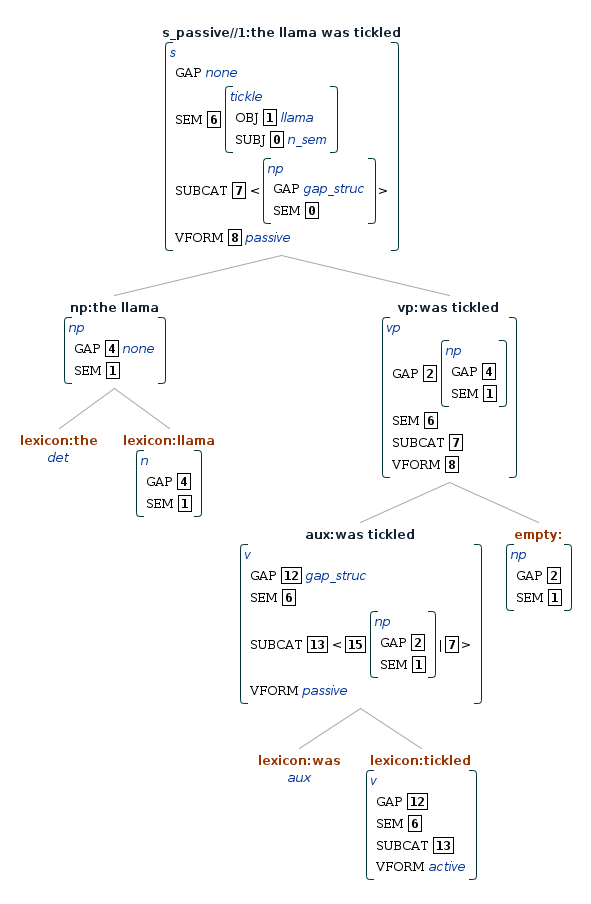 s_passive//1:the llama was tickled
s
GAP none
tickle
OBJ 1 llama
SEM 6
SUBJ 0 n_sem
np
GAP gap_struc
SUBCAT 7 < >
SEM 0
VFORM 8 passive
np:the llama
np
GAP 4 none
SEM 1
vp:was tickled
vp
np
GAP 2
GAP 4
SEM 1
SEM 6
SUBCAT 7
VFORM 8
lexicon:the
det
lexicon:llama
n
GAP 4
SEM 1
aux:was tickled
v
GAP 12 gap_struc
SEM 6
np
GAP 2
SUBCAT 13 < 15 | 7 >
SEM 1
VFORM passive
empty:
np
GAP 2
SEM 1
lexicon:was
aux
lexicon:tickled
v
GAP 12
SEM 6
SUBCAT 13
VFORM active